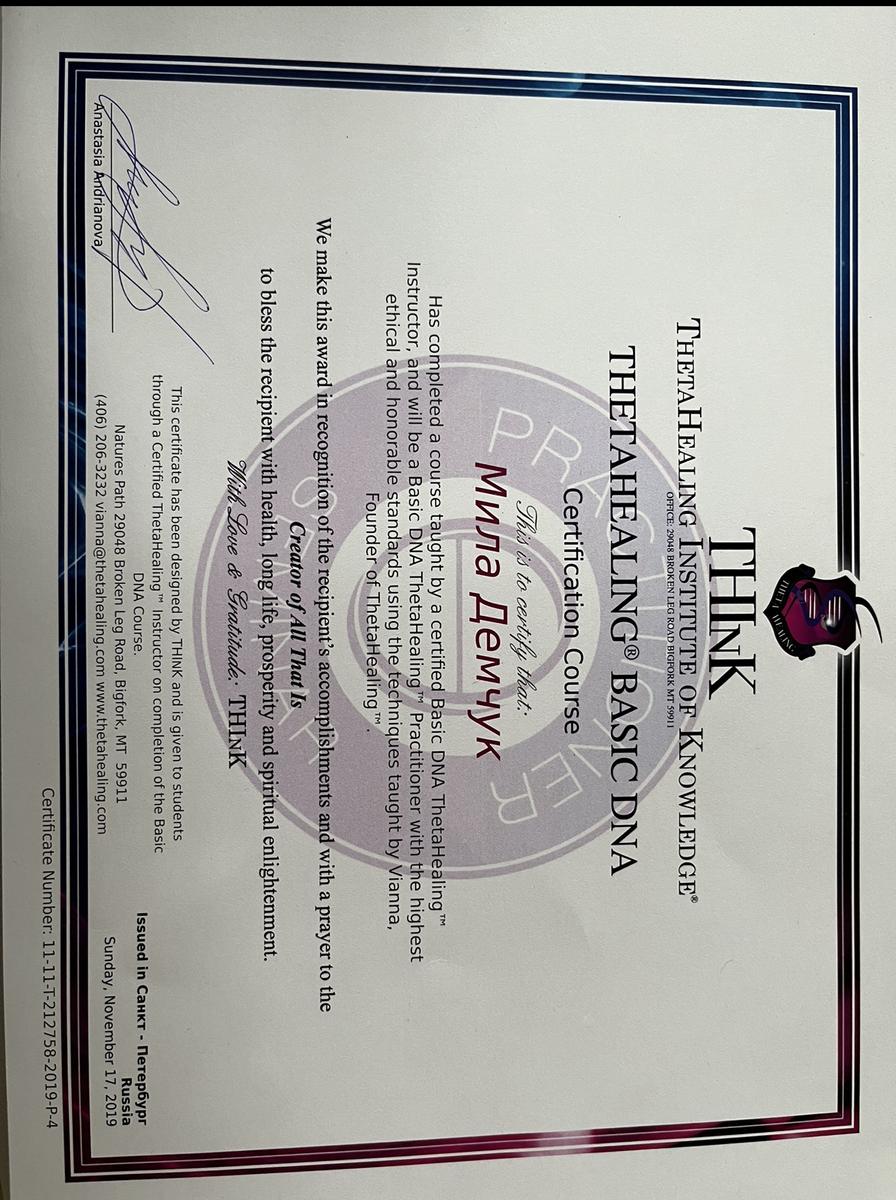 THETA HEALING
THInK
THETAHEALING INSTITUTE OF KNOWLEDGE®
OFFICE: 29048 BROKEN LEG ROAD BIGFORK MT 59911
THETAHEALING® BASIC DNA
Certification Course
This is to certify that:
Мила Демчук
Has completed a course taught by a certified Basic DNA ThetaHealing™
Instructor, and will be a Basic DNA ThetaHealing™ Practitioner with the highest
ethical and honorable standards using the techniques taught by Vianna,
Founder of ThetaHealing™.
We make this award in recognition of the recipient's accomplishments and with a prayer to the
Creator of All That Is
to bless the recipient with health, long life, prosperity and spiritual enlightenment.
With Love & Gratitude: THInK
PRACTITIONER
Anastasia Andrianova
This certificate has been designed by THInK and is given to students
through a Certified ThetaHealing™ Instructor on completion of the Basic
DNA Course.
Natures Path 29048 Broken Leg Road, Bigfork, MT 59911
(406) 206-3232 vianna@thetahealing.com www.thetahealing.com
Issued in Санкт - Петербург
Russia
Sunday, November 17, 2019
Certificate Number: 11-11-T-212758-2019-P-4